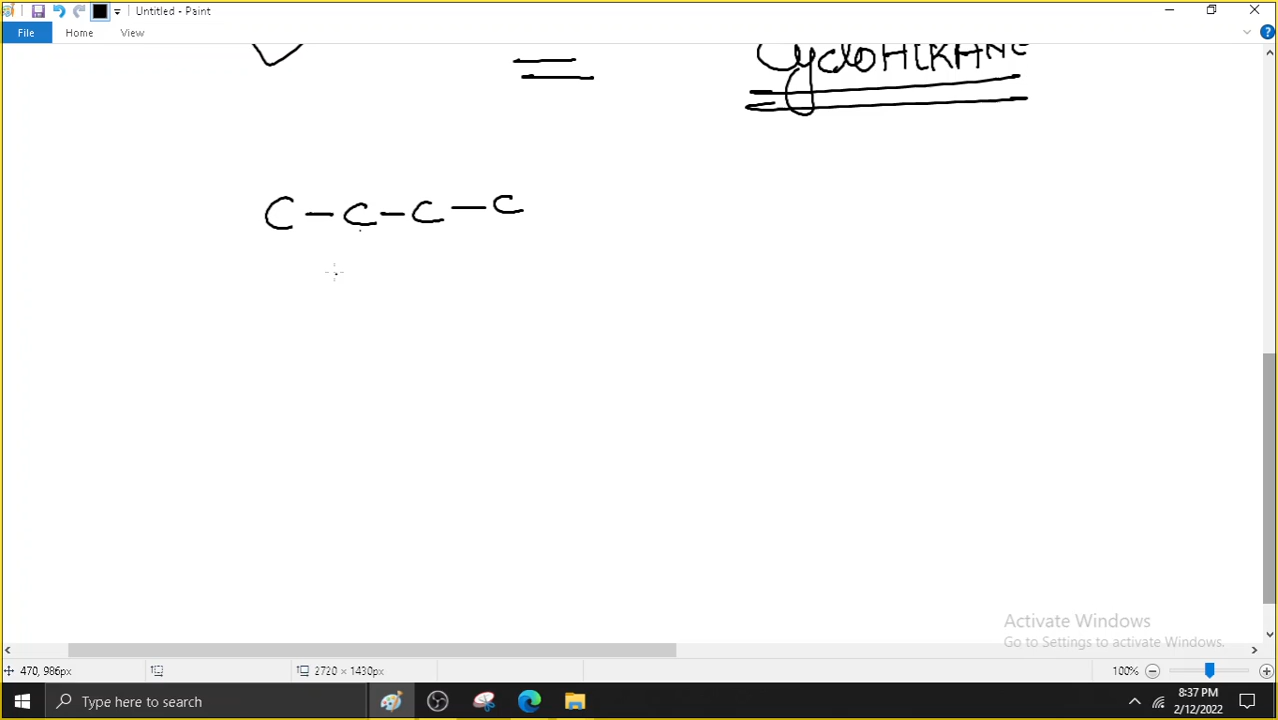 Untitled - Paint
File Home View
CycloAlKANE
C - C - C - C
Activate Windows
Go to Settings to activate Windows.
470, 986px 2720 × 1430px 100%
Type here to search
8:37 PM
2/12/2022